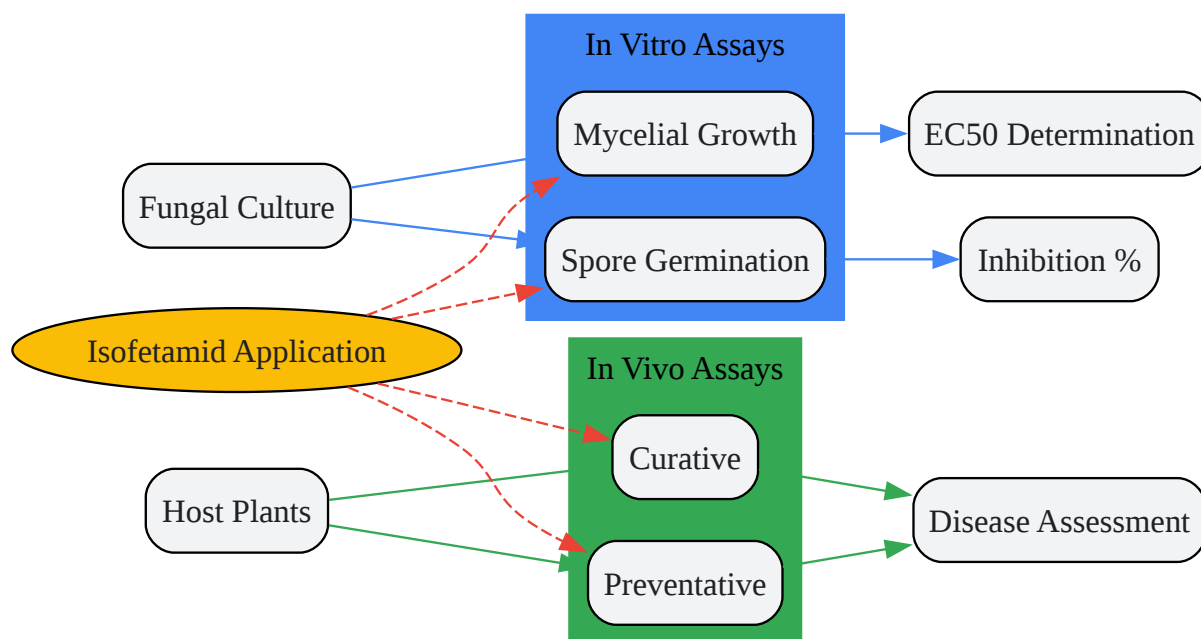 In Vitro Assays
Mycelial Growth
EC50 Determination
Fungal Culture
Spore Germination
Inhibition %
Isofetamid Application
In Vivo Assays
Curative
Host Plants
Disease Assessment
Preventative